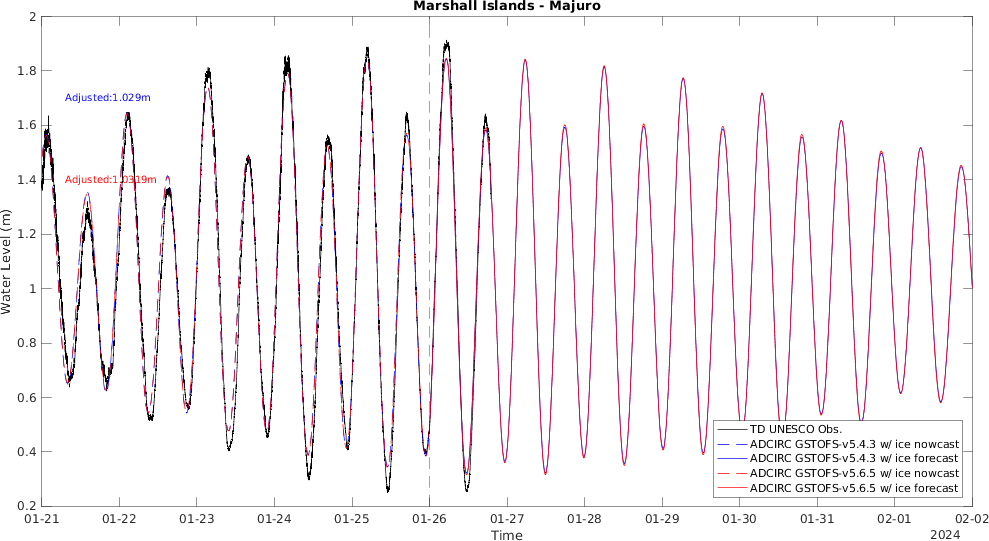 Marshall Islands - Majuro
2
1.8
1.6
1.4
1.2
1
0.8
0.6
0.4
0.2
Water Level (m)
Adjusted:1.029m
Adjusted:1.0319m
TD UNESCO Obs.
ADCIRC GSTOFS-v5.4.3 w/ ice nowcast
ADCIRC GSTOFS-v5.4.3 w/ ice forecast
ADCIRC GSTOFS-v5.6.5 w/ ice nowcast
ADCIRC GSTOFS-v5.6.5 w/ ice forecast
01-21 01-22 01-23 01-24 01-25 01-26 01-27 01-28 01-29 01-30 01-31 02-01 02-02
Time
2024